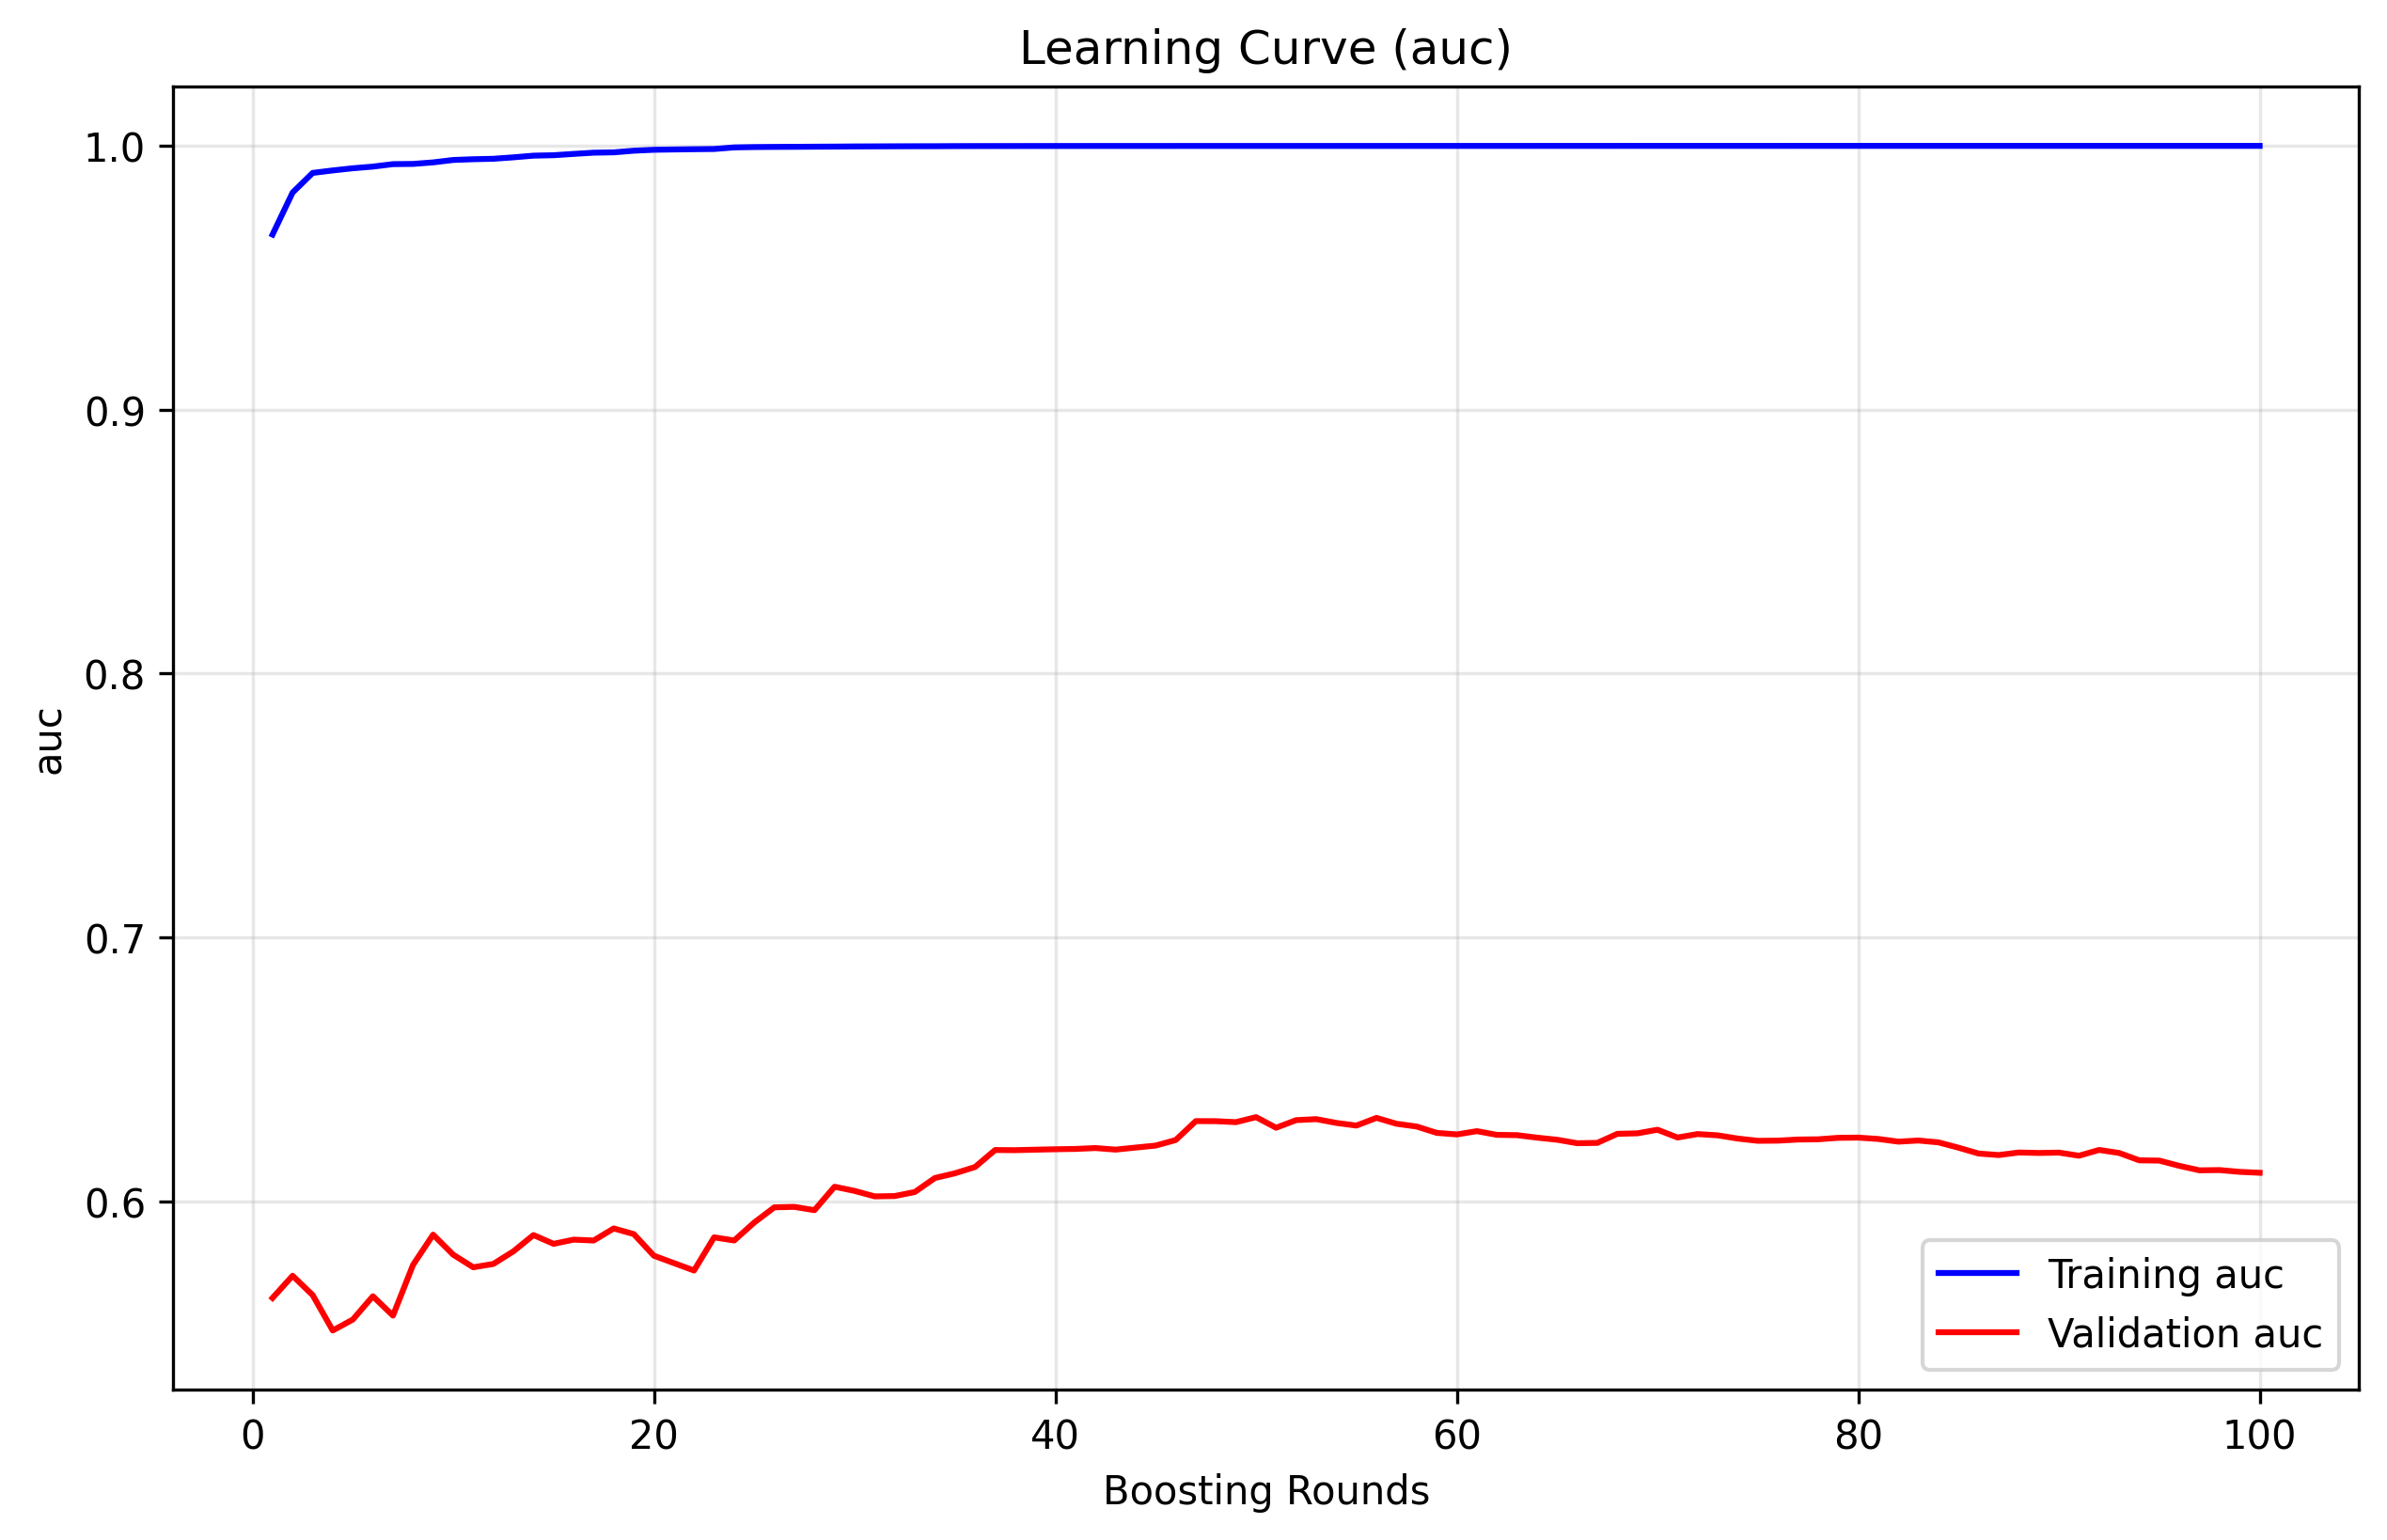 Learning Curve (auc)
1.0
0.9
0.8
0.7
0.6
auc
0 20 40 60 80 100
Boosting Rounds
Training auc
Validation auc